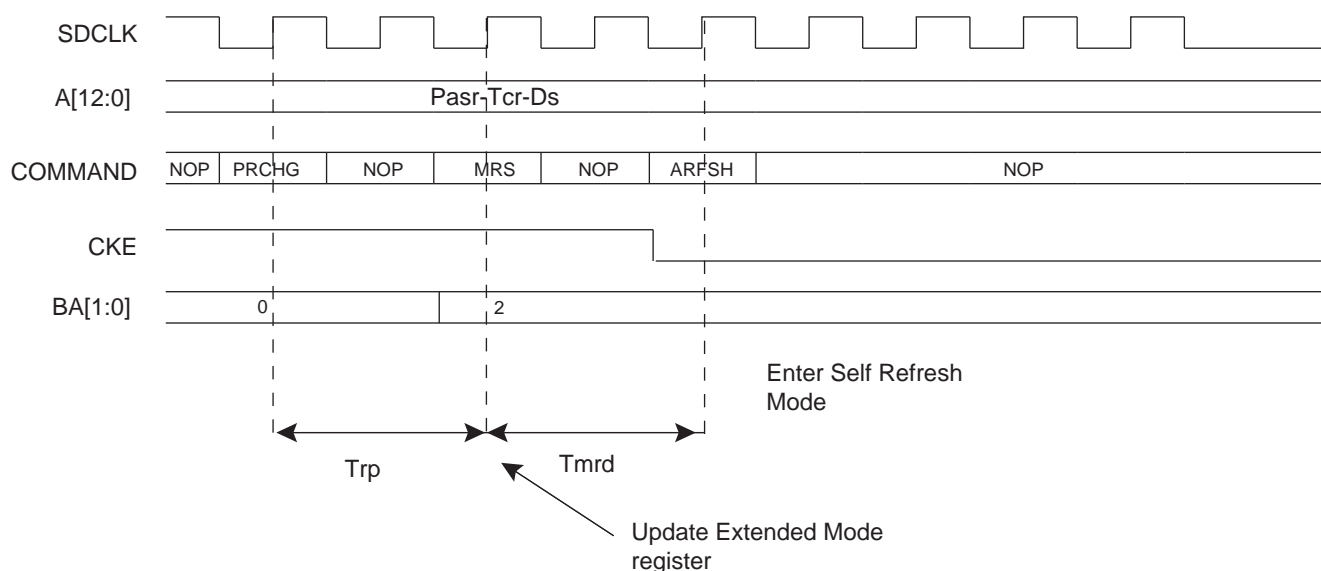 SDCLK
A[12:0] Pasr-Tcr-Ds
COMMAND NOP PRCHG NOP MRS NOP ARFSH NOP
CKE
BA[1:0] 0 2
Enter Self Refresh
Mode
Trp Tmrd
Update Extended Mode
register